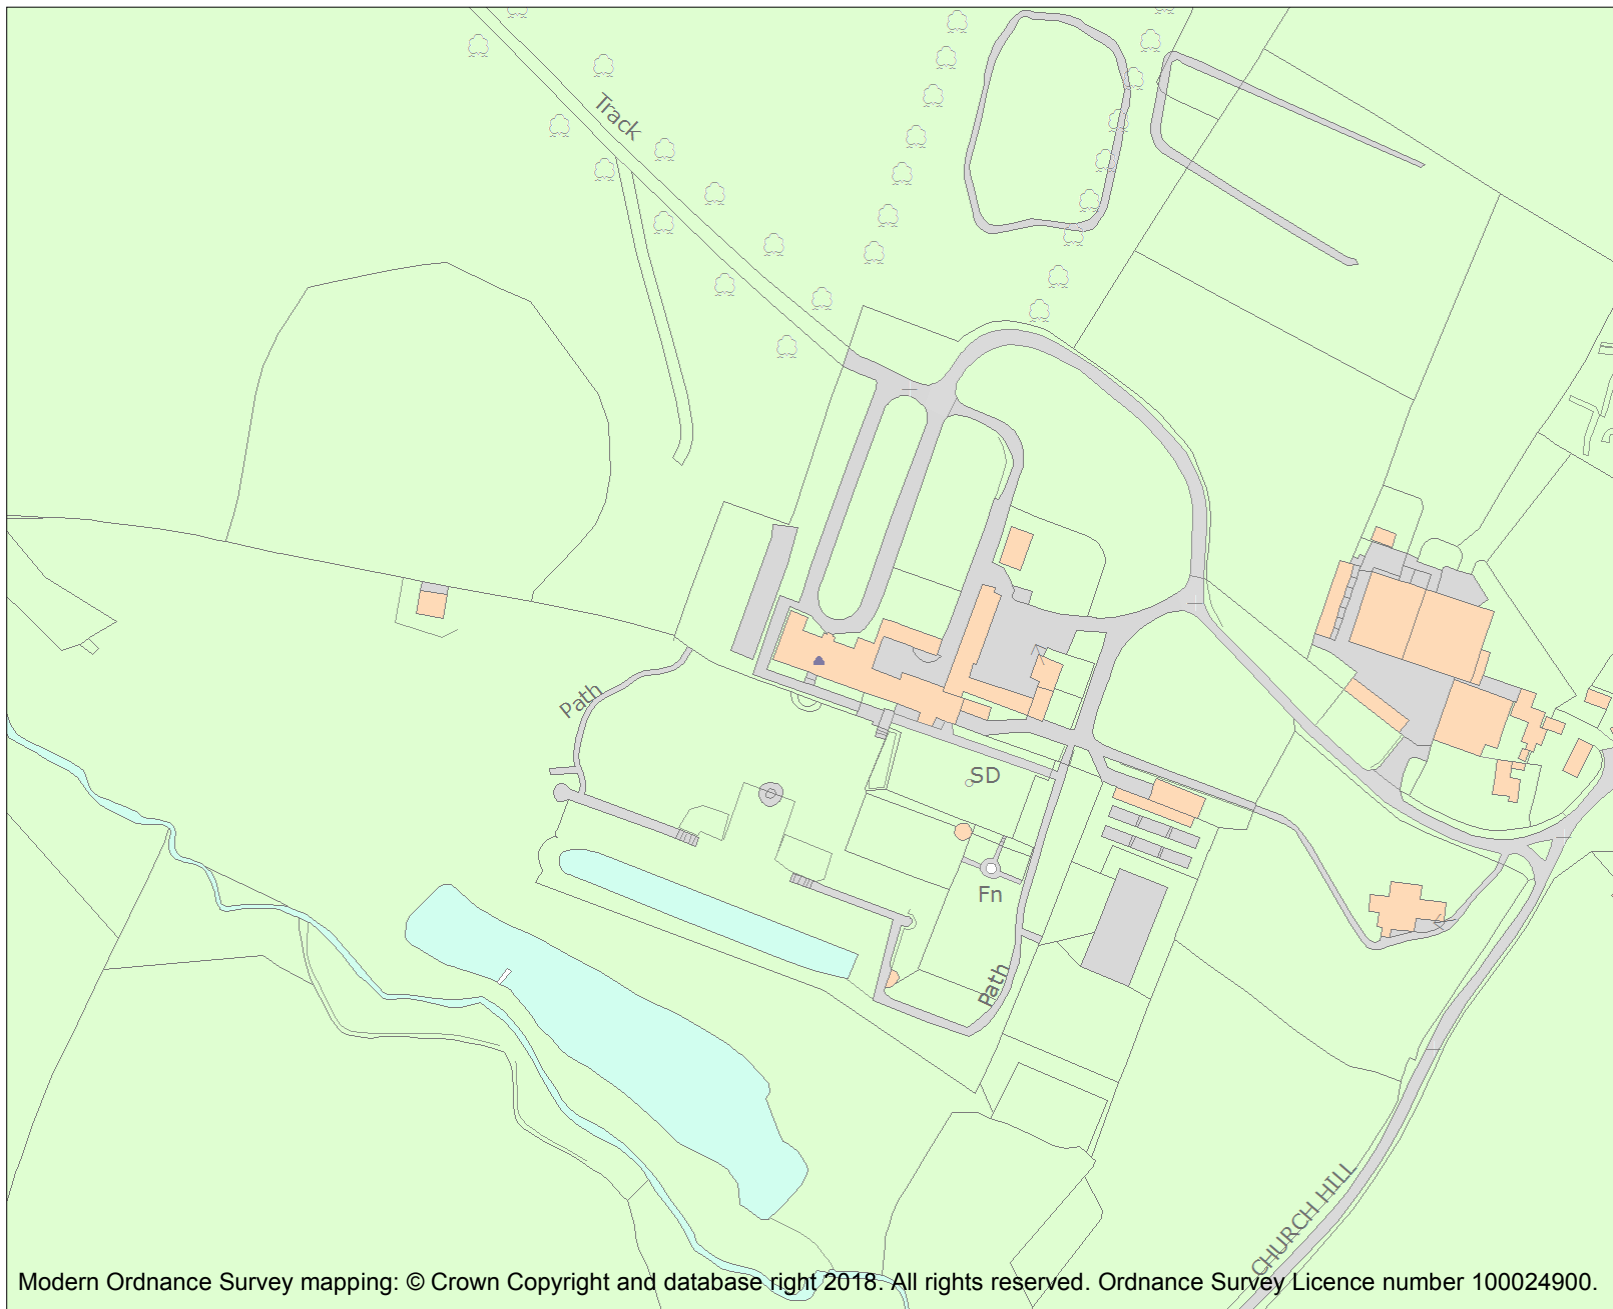 Track
Path
SD
Fn
Path
CHURCH HILL
Modern Ordnance Survey mapping: © Crown Copyright and database right 2018. All rights reserved. Ordnance Survey Licence number 100024900.